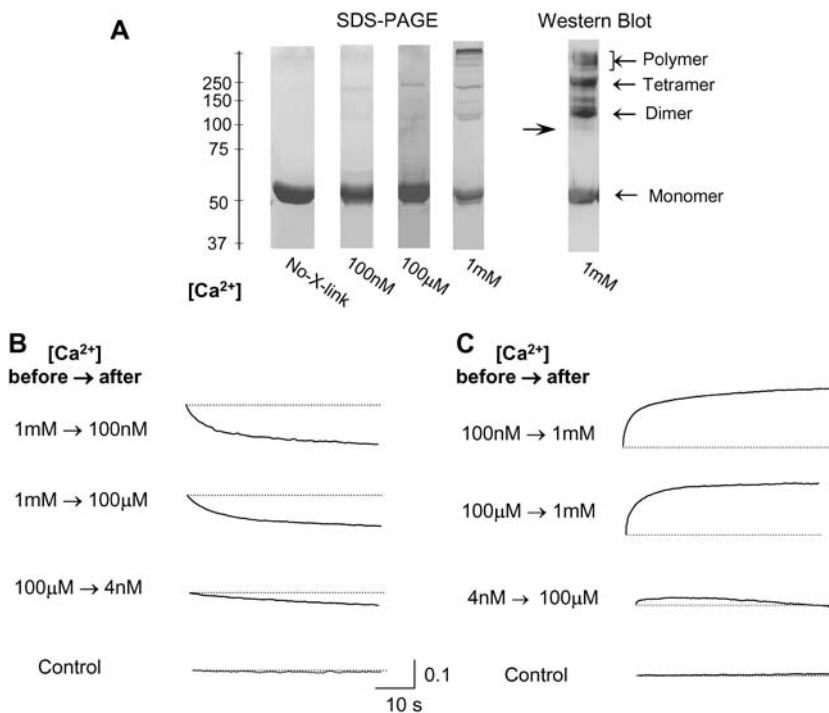 A
SDS-PAGE
Western Blot
250
150
100
75
50
37
Polymer
Tetramer
Dimer
Monomer
[Ca²⁺]
No-X-link
100nM
100µM
1mM
1mM
B
[Ca²⁺]
before → after
1mM → 100nM
1mM → 100µM
100µM → 4nM
Control
0.1
10 s
C
[Ca²⁺]
before → after
100nM → 1mM
100µM → 1mM
4nM → 100µM
Control